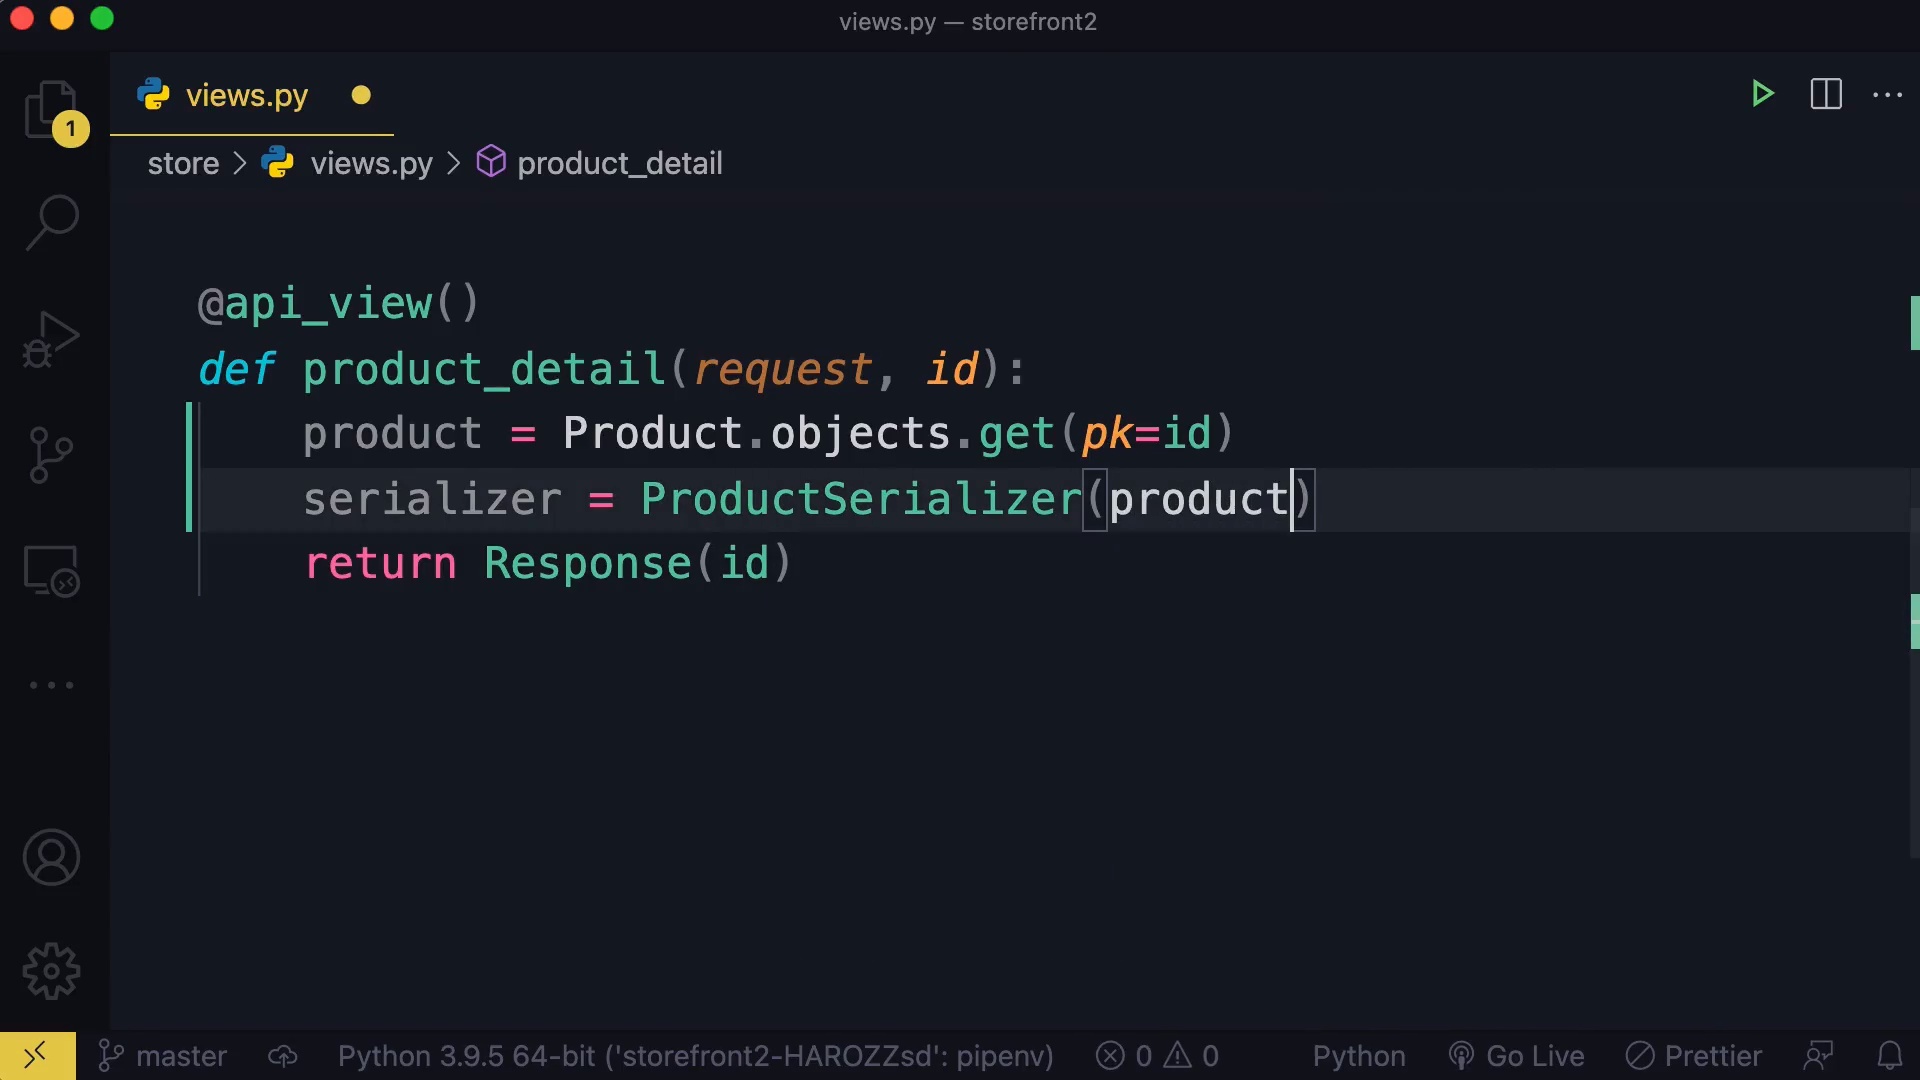 views.py — storefront2
views.py
1
store > views.py > product_detail
@api_view()
def product_detail(request, id):
    product = Product.objects.get(pk=id)
    serializer = ProductSerializer(product)
    return Response(id)
master Python 3.9.5 64-bit ('storefront2-HAROZZsd': pipenv) 0 0 Python Go Live Prettier